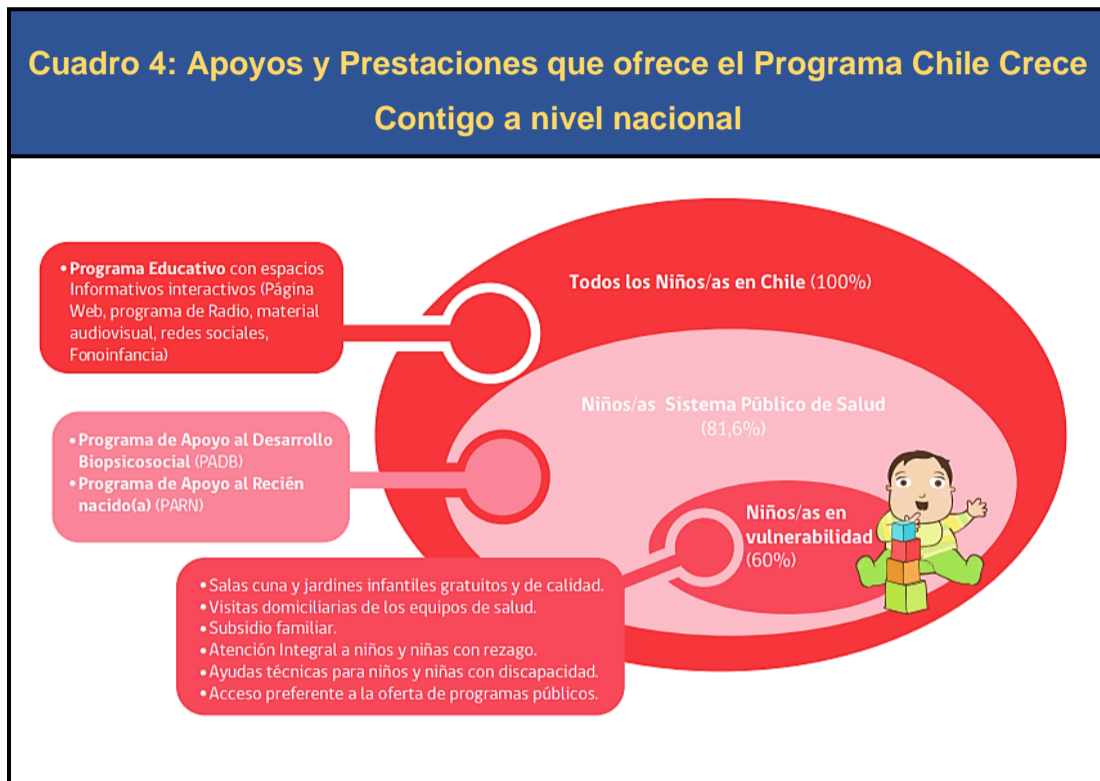 Cuadro 4: Apoyos y Prestaciones que ofrece el Programa Chile Crece
Contigo a nivel nacional
• Programa Educativo con espacios
Informativos interactivos (Página
Web, programa de Radio, material
audiovisual, redes sociales,
Fonoinfancia)
Todos los Niños/as en Chile (100%)
• Programa de Apoyo al Desarrollo
Biopsicosocial (PADB)
• Programa de Apoyo al Recién
nacido(a) (PARN)
Niños/as Sistema Público de Salud
(81,6%)
Niños/as en
vulnerabilidad
(60%)
• Salas cuna y jardines infantiles gratuitos y de calidad.
• Visitas domiciliarias de los equipos de salud.
• Subsidio familiar.
• Atención Integral a niños y niñas con rezago.
• Ayudas técnicas para niños y niñas con discapacidad.
• Acceso preferente a la oferta de programas públicos.